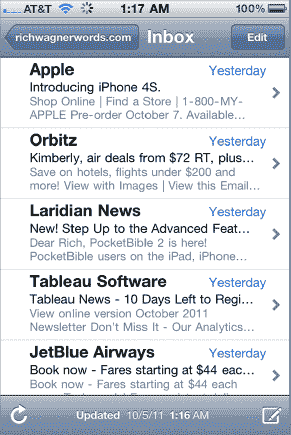 AT&T 1:17 AM 100%
richwagnerwords.com Inbox Edit
Apple Yesterday
Introducing iPhone 4S.
Shop Online | Find a Store | 1-800-MY-
APPLE Pre-order October 7. Available…
Orbitz Yesterday
Kimberly, air deals from $72 RT, plus…
Save on hotels, flights under $200 and
more! View with Images | View this Email…
Laridian News Yesterday
New! Step Up to the Advanced Feat…
Dear Rich, PocketBible 2 is here!
PocketBible users on the iPad, iPhone…
Tableau Software Yesterday
Tableau News - 10 Days Left to Regi…
View online version October 2011
Newsletter Don't Miss It - Our Analytics…
JetBlue Airways Yesterday
Book now - Fares starting at $44 eac…
Book now - Fares starting at $44 each
Updated 10/5/11 1:16 AM